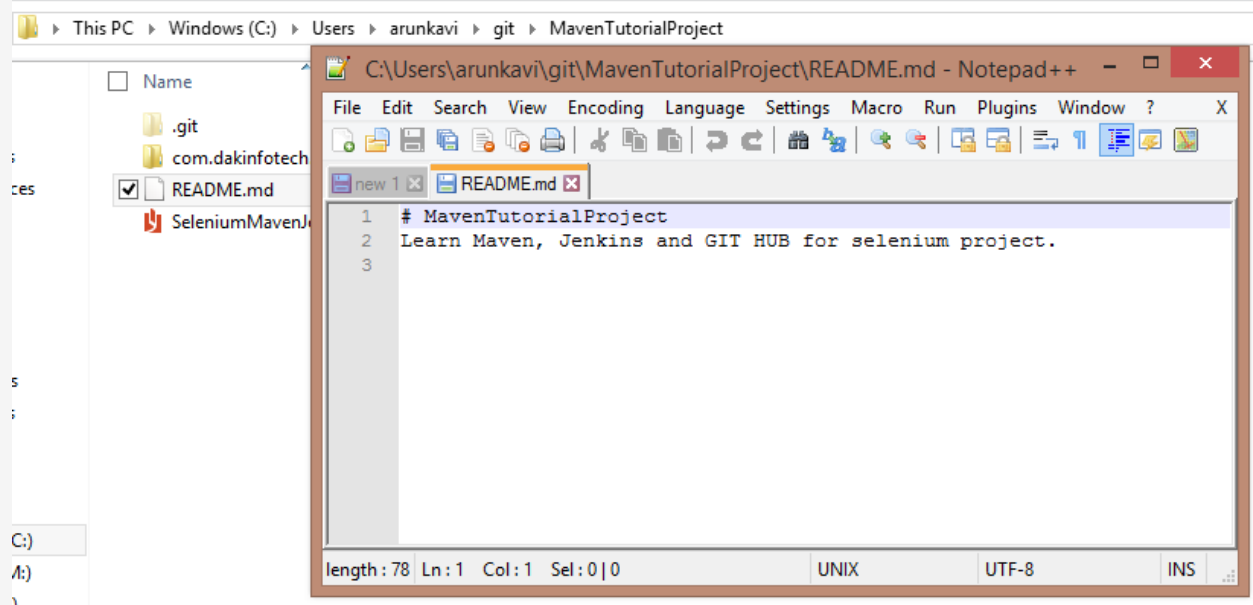 This PC Windows (C:) Users arunkavi git MavenTutorialProject
Name
.git
com.dakinfotech
README.md
SeleniumMavenJe
ces
C:)
M:)
C:\Users\arunkavi\git\MavenTutorialProject\README.md - Notepad++
File Edit Search View Encoding Language Settings Macro Run Plugins Window ? X
new 1 README.md
1 # MavenTutorialProject
2 Learn Maven, Jenkins and GIT HUB for selenium project.
3
length : 78 Ln : 1 Col : 1 Sel : 0 | 0 UNIX UTF-8 INS